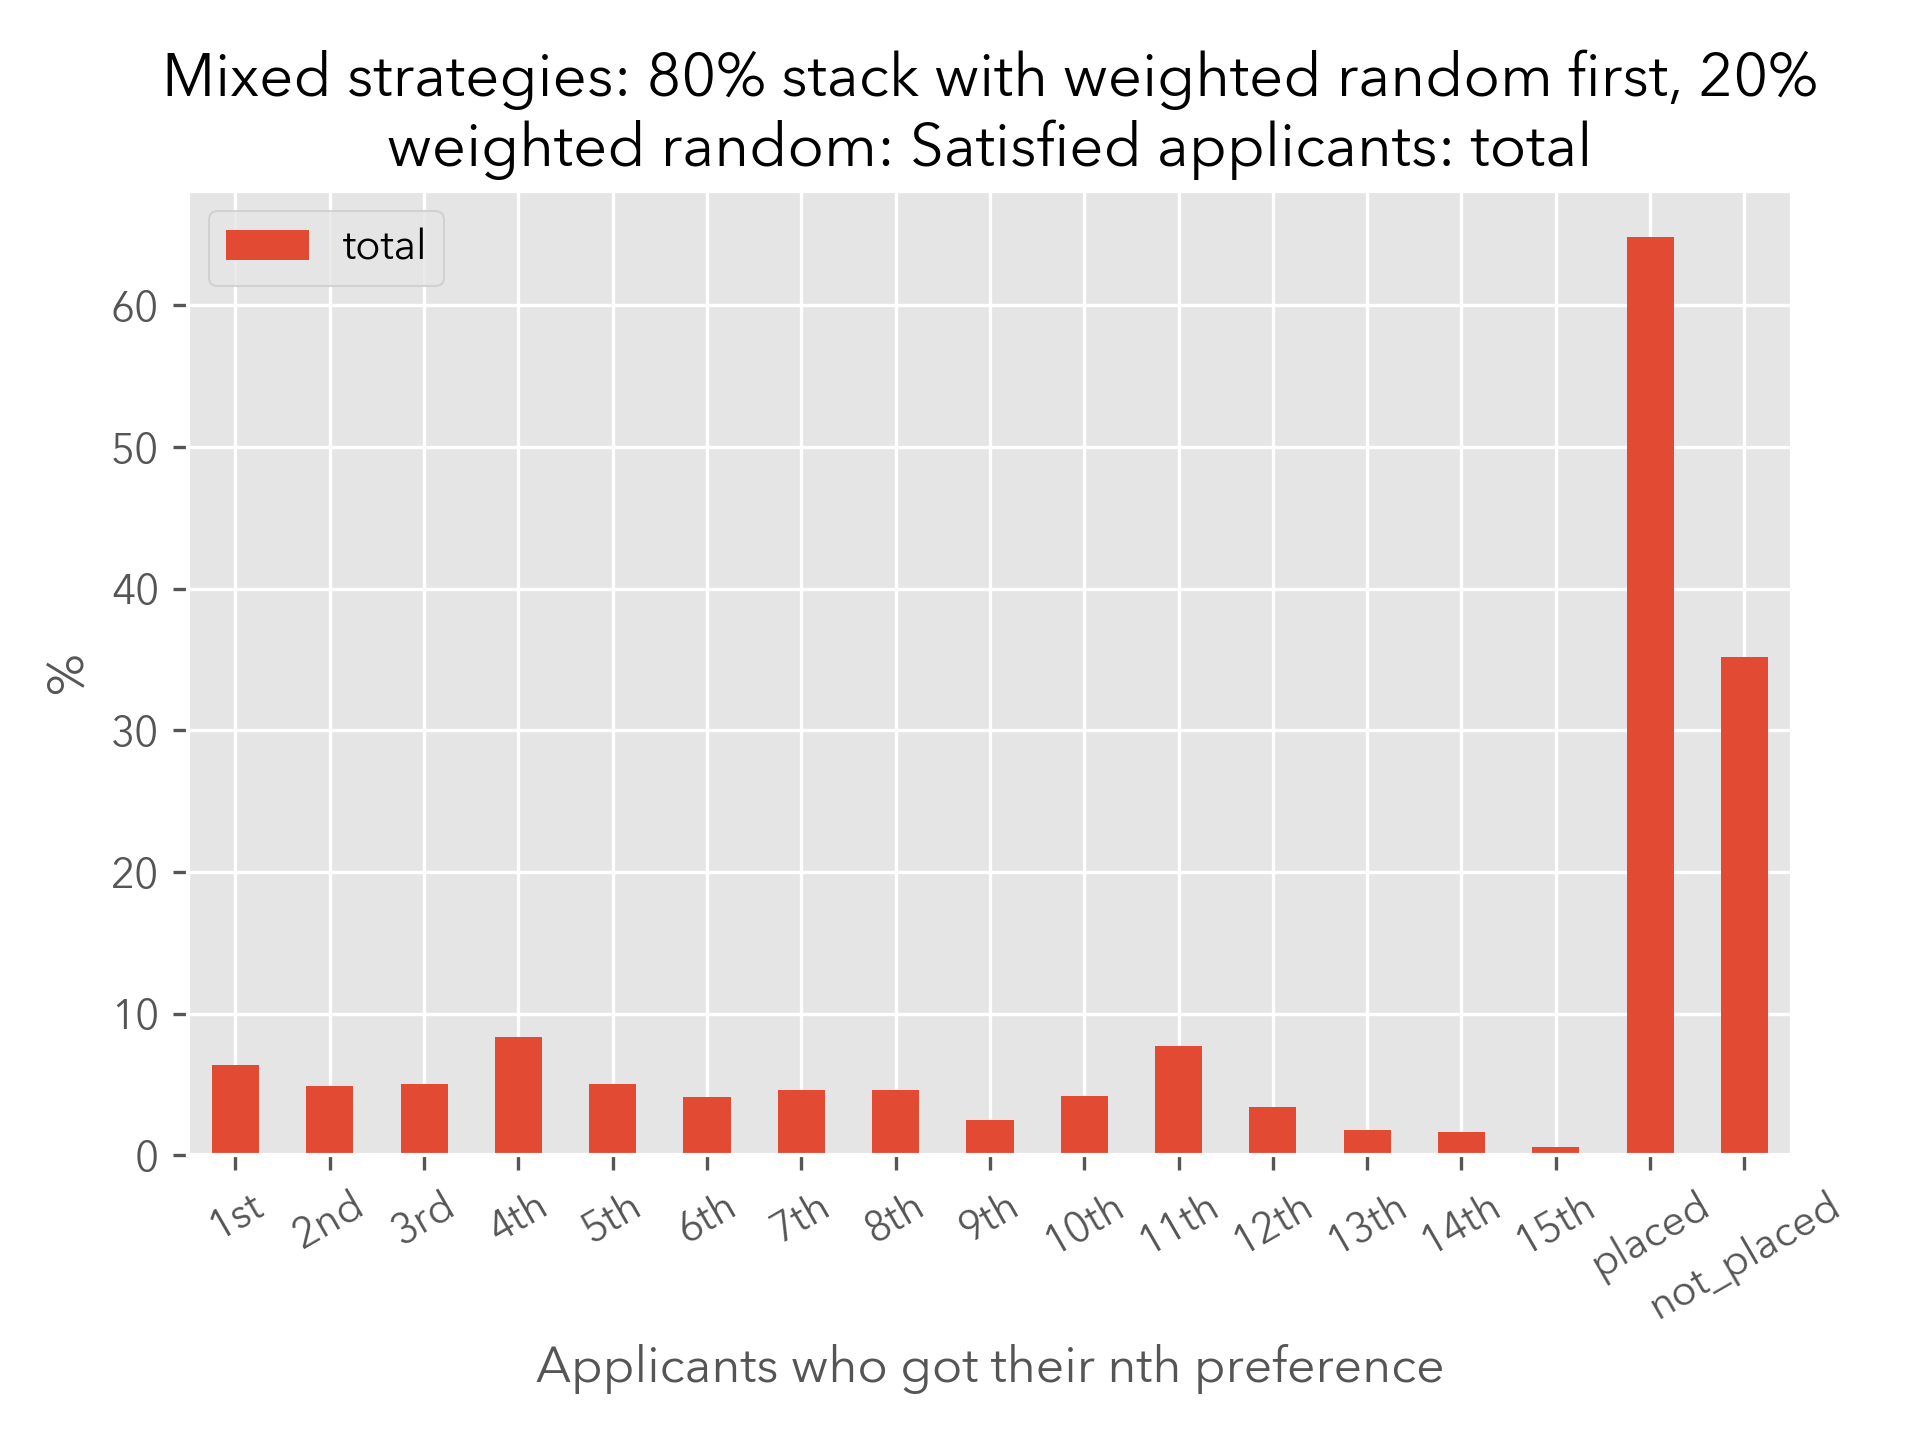 Mixed strategies: 80% stack with weighted random first, 20%
weighted random: Satisfied applicants: total
total
60
50
40
30
20
10
0
%
1st
2nd
3rd
4th
5th
6th
7th
8th
9th
10th
11th
12th
13th
14th
15th
placed
not_placed
Applicants who got their nth preference